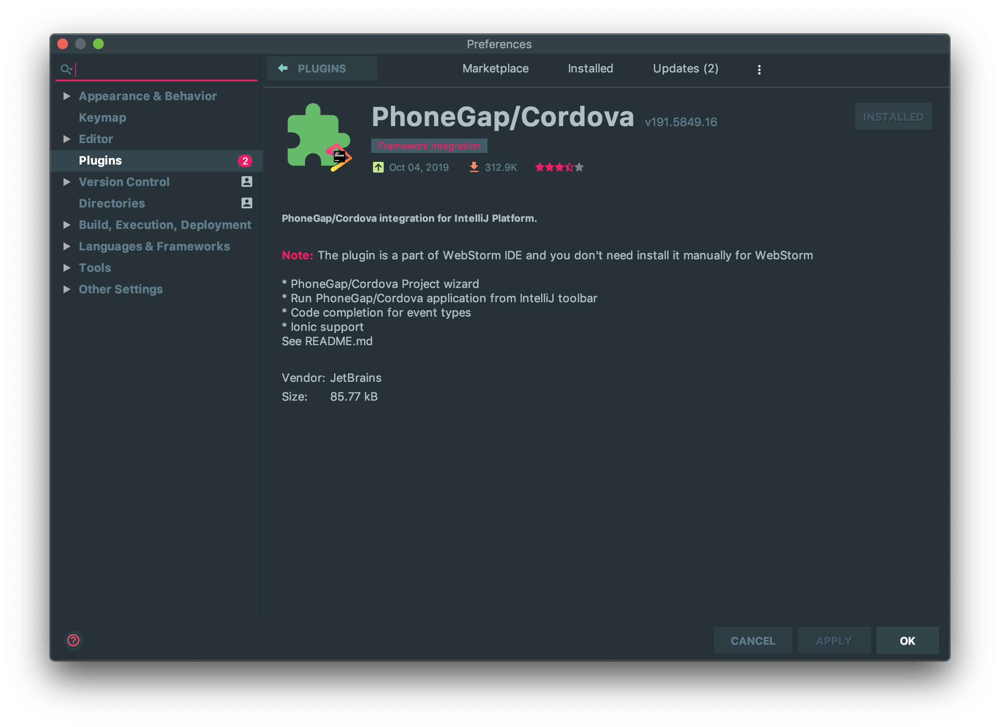 Preferences
PLUGINS
Marketplace
Installed
Updates (2)
Appearance & Behavior
Keymap
Editor
Plugins
2
Version Control
Directories
Build, Execution, Deployment
Languages & Frameworks
Tools
Other Settings
JET
BRAINS
PhoneGap/Cordova v191.5849.16
INSTALLED
Framework integration
Oct 04, 2019
312.9K
PhoneGap/Cordova integration for IntelliJ Platform.
Note: The plugin is a part of WebStorm IDE and you don't need install it manually for WebStorm
* PhoneGap/Cordova Project wizard
* Run PhoneGap/Cordova application from IntelliJ toolbar
* Code completion for event types
* Ionic support
See README.md
Vendor: JetBrains
Size: 85.77 kB
?
CANCEL
APPLY
OK